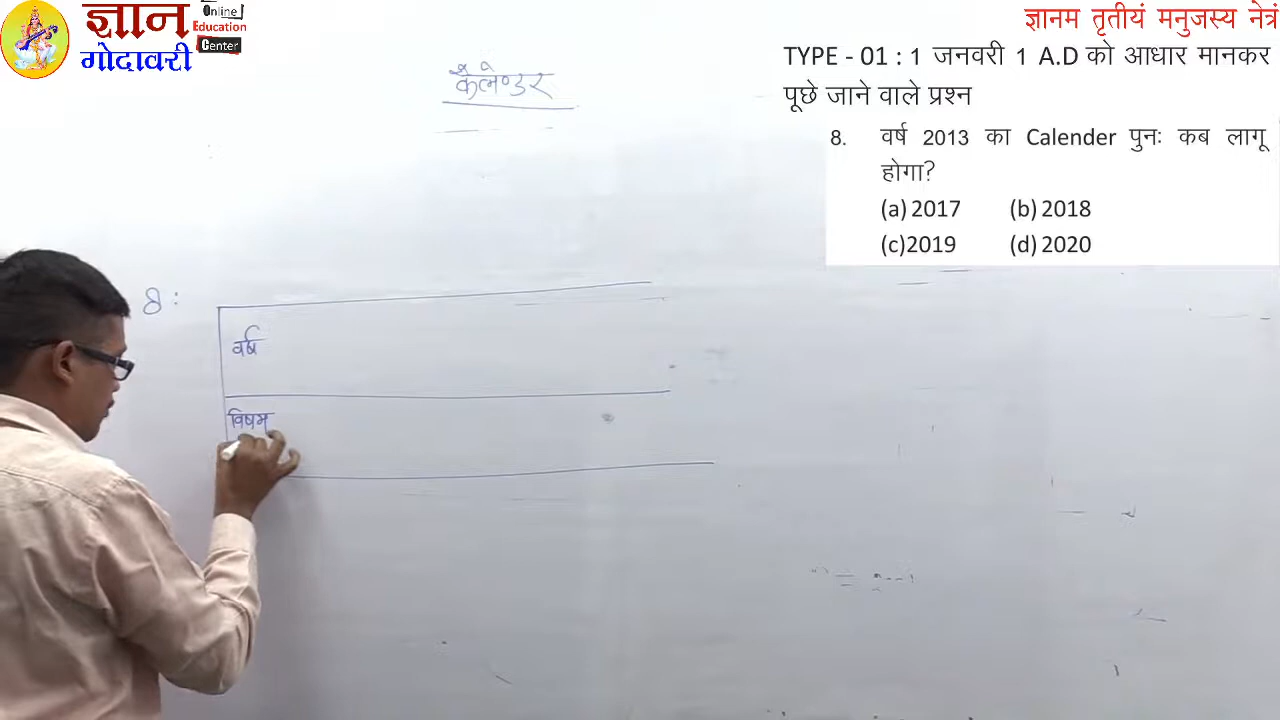 ज्ञान
गोदावरी
Online
Education
Center
ज्ञानम तृतीयं मनुजस्य नेत्रं
TYPE - 01 : 1 जनवरी 1 A.D को आधार मानकर
पूछे जाने वाले प्रश्न
8. वर्ष 2013 का Calender पुनः कब लागू
होगा?
(a) 2017 (b) 2018
(c)2019 (d) 2020
कैलेण्डर
8:
वर्ष
विषम